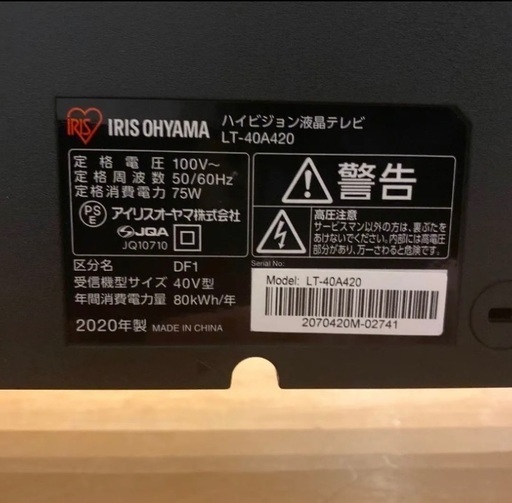 IRIS
IRIS OHYAMA
ハイビジョン液晶テレビ
LT-40A420
定格電圧 100V～
定格周波数 50/60Hz
定格消費電力 75W
PSE
アイリスオーヤマ株式会社
JQA
JQ10710
区分名 DF1
受信機型サイズ 40V型
年間消費電力量 80kWh/年
2020年製 MADE IN CHINA
警告
高圧注意
サービスマン以外の方は、裏ぶたを
あけないでください。内部には高電圧
部分があり、万一さわると危険です。
Serial No:
Model: LT-40A420
2070420M-02741